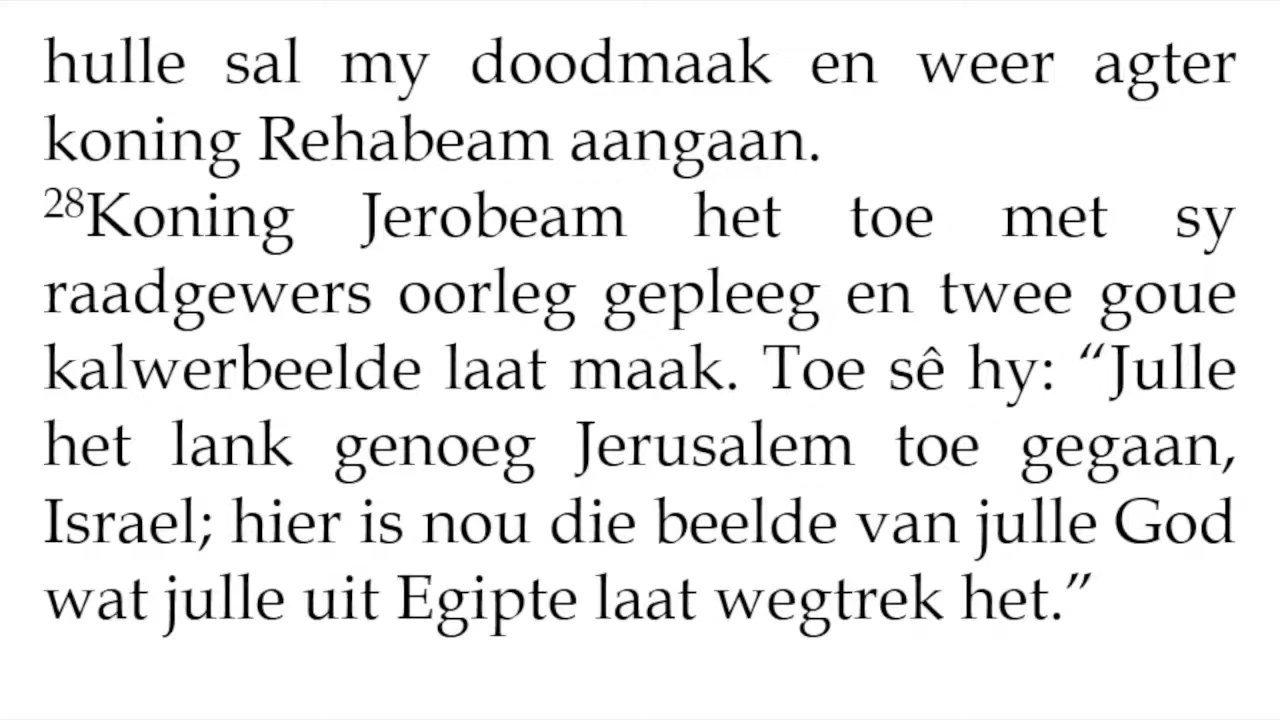 hulle sal my doodmaak en weer agter
koning Rehabeam aangaan.
²⁸Koning Jerobeam het toe met sy
raadgewers oorleg gepleeg en twee goue
kalwerbeelde laat maak. Toe sê hy: “Julle
het lank genoeg Jerusalem toe gegaan,
Israel; hier is nou die beelde van julle God
wat julle uit Egipte laat wegtrek het.”